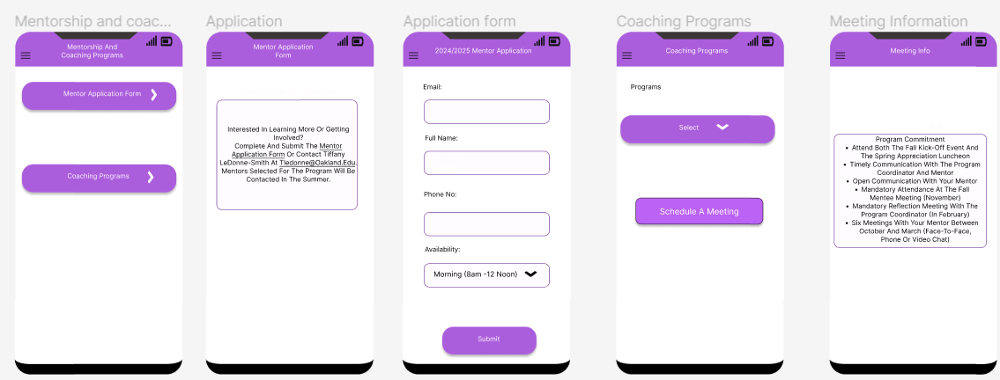 Mentorship and coac...
Mentorship And
Coaching Programs
Mentor Application Form
Coaching Programs
Application
Mentor Application
Form
Interested In Learning More Or Getting
Involved?
Complete And Submit The Mentor
Application Form Or Contact Tiffany
LeDonne-Smith At Tledonne@Oakland.Edu.
Mentors Selected For The Program Will Be
Contacted In The Summer.
Application form
2024/2025 Mentor Application
Email:
Full Name:
Phone No:
Availability:
Morning (8am -12 Noon)
Submit
Coaching Programs
Coaching Programs
Programs
Select
Schedule A Meeting
Meeting Information
Meeting Info
Program Commitment
• Attend Both The Fall Kick-Off Event And
The Spring Appreciation Luncheon
• Timely Communication With The Program
Coordinator And Mentor
• Open Communication With Your Mentor
• Mandatory Attendance At The Fall
Mentee Meeting (November)
• Mandatory Reflection Meeting With The
Program Coordinator (In February)
• Six Meetings With Your Mentor Between
October And March (Face-To-Face,
Phone Or Video Chat)